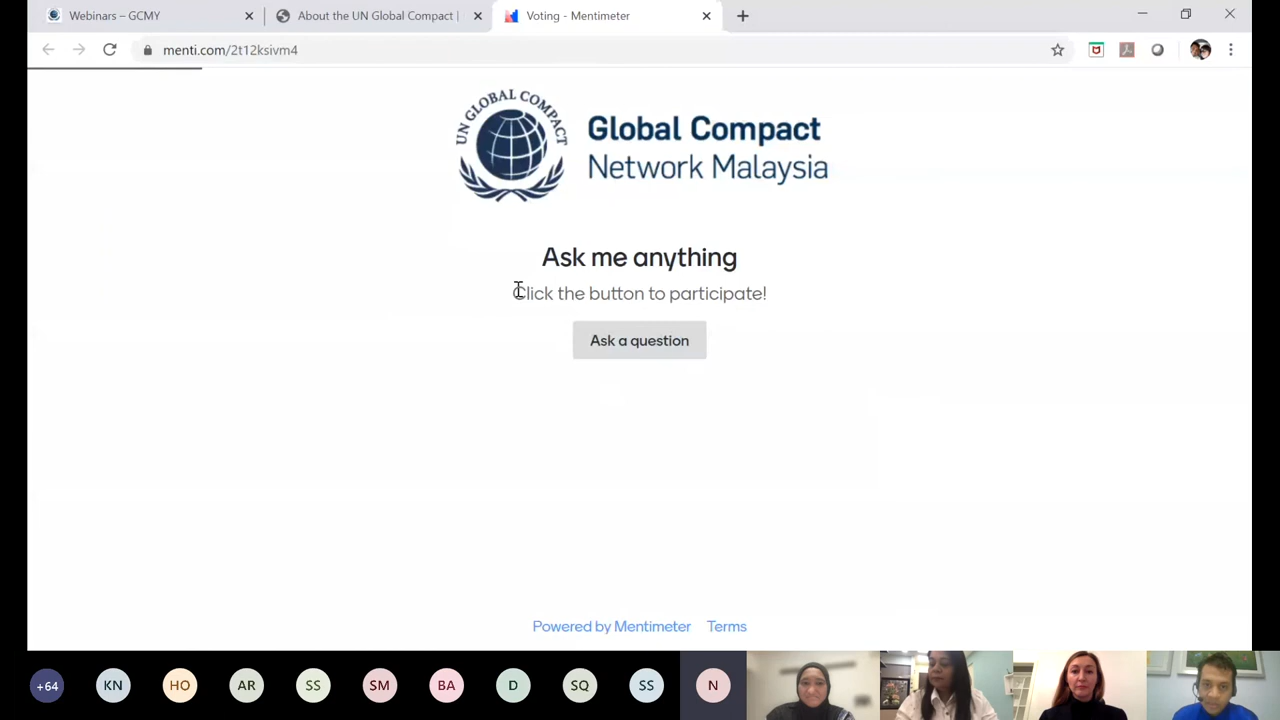 Webinars – GCMY
About the UN Global Compact |
Voting - Mentimeter
menti.com/2t12ksivm4
UN GLOBAL COMPACT
Global Compact
Network Malaysia
Ask me anything
Click the button to participate!
Ask a question
Powered by Mentimeter Terms
+64 KN HO AR SS SM BA D SQ SS N